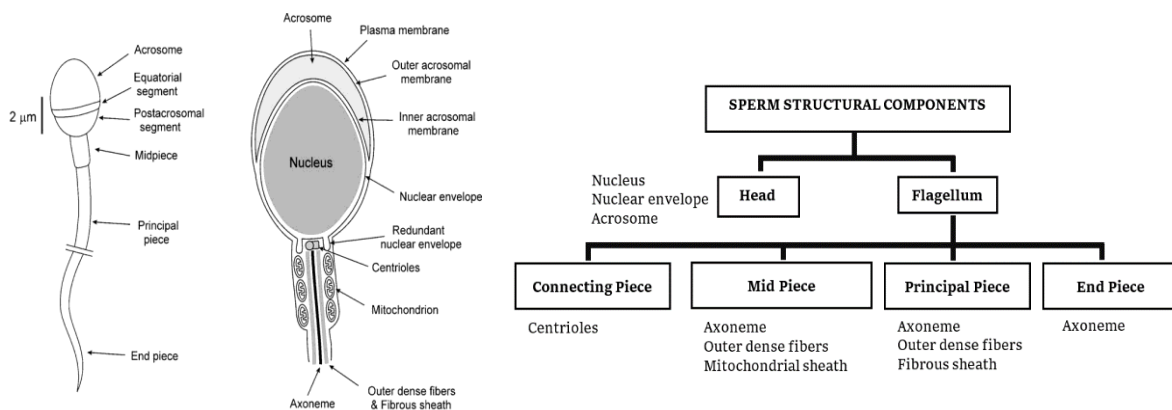 Acrosome
Equatorial
segment
Postacrosomal
segment
2 μm
Midpiece
Principal
piece
End piece
Acrosome
Plasma membrane
Outer acrosomal
membrane
Inner acrosomal
membrane
Nucleus
Nuclear envelope
Redundant
nuclear envelope
Centrioles
Mitochondrion
Axoneme
Outer dense fibers
& Fibrous sheath
SPERM STRUCTURAL COMPONENTS
Nucleus
Nuclear envelope
Acrosome
Head
Flagellum
Connecting Piece
Centrioles
Mid Piece
Axoneme
Outer dense fibers
Mitochondrial sheath
Principal Piece
Axoneme
Outer dense fibers
Fibrous sheath
End Piece
Axoneme